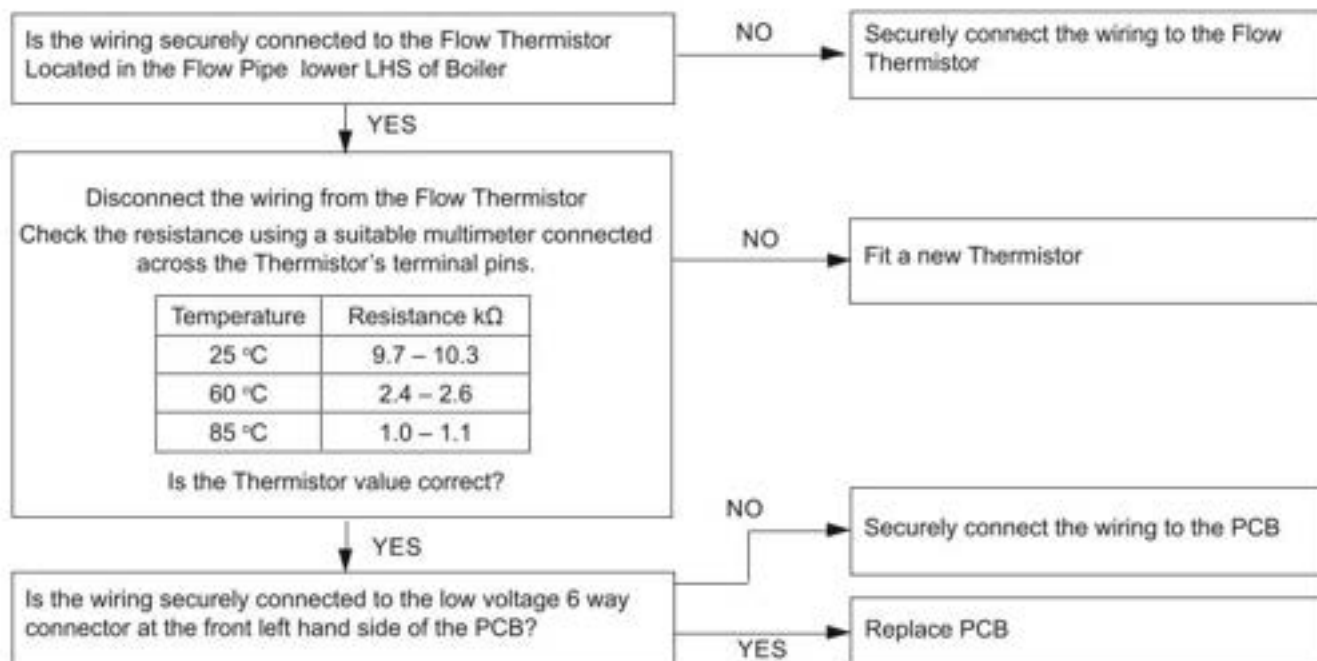 Is the wiring securely connected to the Flow Thermistor
Located in the Flow Pipe lower LHS of Boiler
NO
Securely connect the wiring to the Flow
Thermistor
YES
Disconnect the wiring from the Flow Thermistor
Check the resistance using a suitable multimeter connected
across the Thermistor's terminal pins.
NO
Fit a new Thermistor
Temperature Resistance kΩ
25 ºC 9.7 – 10.3
60 ºC 2.4 – 2.6
85 ºC 1.0 – 1.1
Is the Thermistor value correct?
YES
NO
Securely connect the wiring to the PCB
Is the wiring securely connected to the low voltage 6 way
connector at the front left hand side of the PCB?
YES
Replace PCB